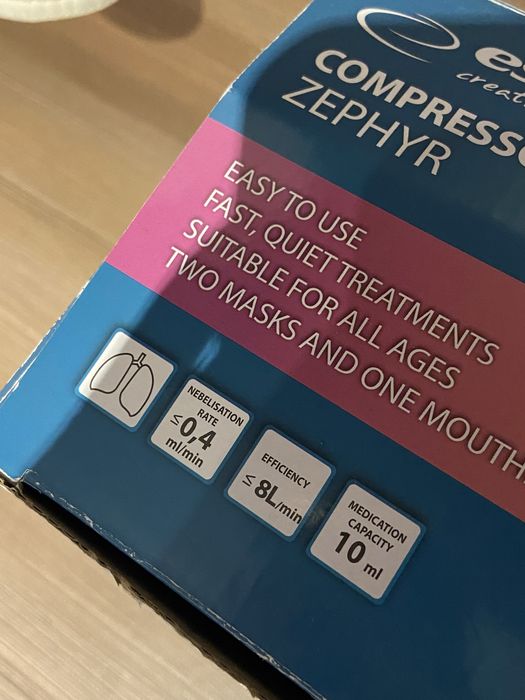 COMPRESSO
ZEPHYR
EASY TO USE
FAST, QUIET TREATMENTS
SUITABLE FOR ALL AGES
TWO MASKS AND ONE MOUTH
NEBELISATION
RATE
≤0,4
ml/min
EFFICIENCY
≤ 8L/min
MEDICATION
CAPACITY
10 ml